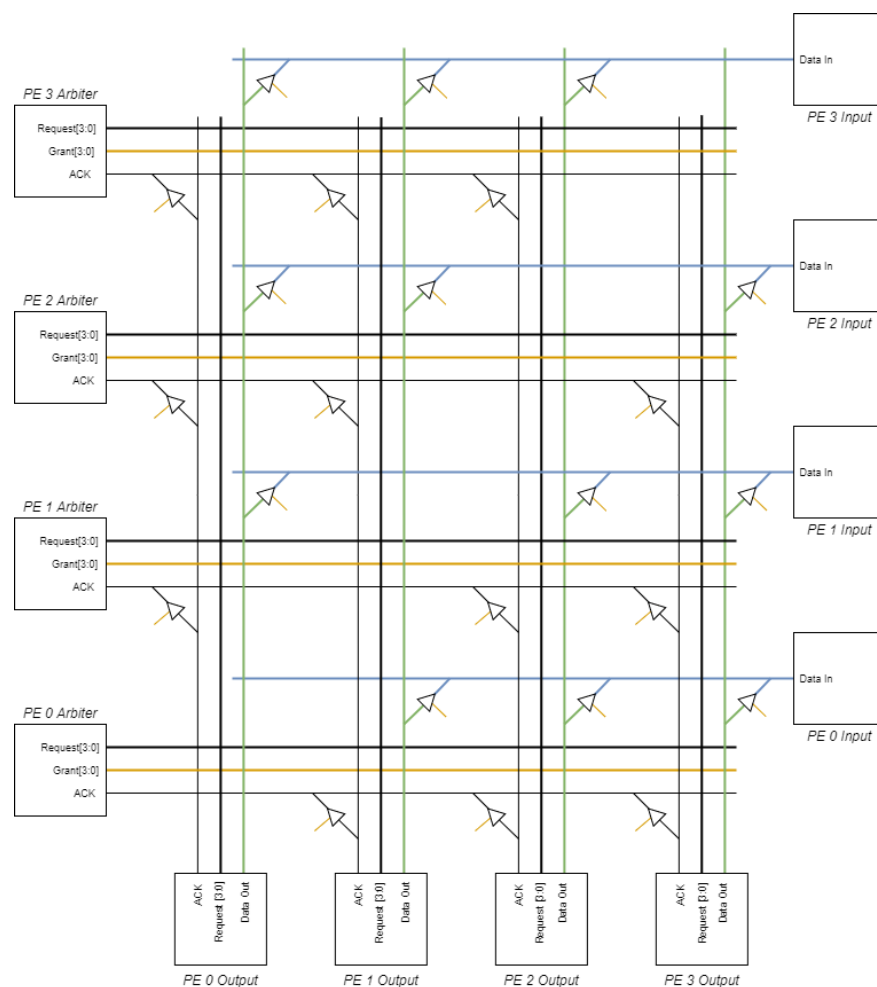 Data In
PE 3 Input
PE 3 Arbiter
Request[3:0]
Grant[3:0]
ACK
Data In
PE 2 Input
PE 2 Arbiter
Request[3:0]
Grant[3:0]
ACK
Data In
PE 1 Input
PE 1 Arbiter
Request[3:0]
Grant[3:0]
ACK
Data In
PE 0 Input
PE 0 Arbiter
Request[3:0]
Grant[3:0]
ACK
ACK
Request [3:0]
Data Out
PE 0 Output
ACK
Request [3:0]
Data Out
PE 1 Output
ACK
Request [3:0]
Data Out
PE 2 Output
ACK
Request [3:0]
Data Out
PE 3 Output